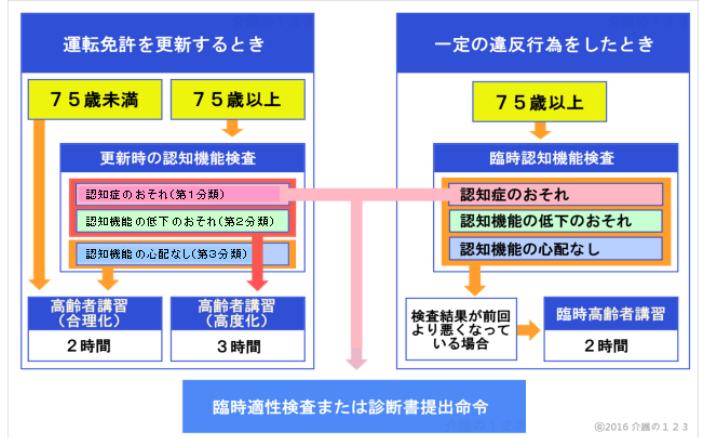 運転免許を更新するとき
75歳未満
75歳以上
更新時の認知機能検査
認知症のおそれ(第1分類)
認知機能の低下のおそれ(第2分類)
認知機能の心配なし(第3分類)
高齢者講習
(合理化)
2時間
高齢者講習
(高度化)
3時間
一定の違反行為をしたとき
75歳以上
臨時認知機能検査
認知症のおそれ
認知機能の低下のおそれ
認知機能の心配なし
検査結果が前回
より悪くなって
いる場合
臨時高齢者講習
2時間
臨時適性検査または診断書提出命令
©2016 介護の123